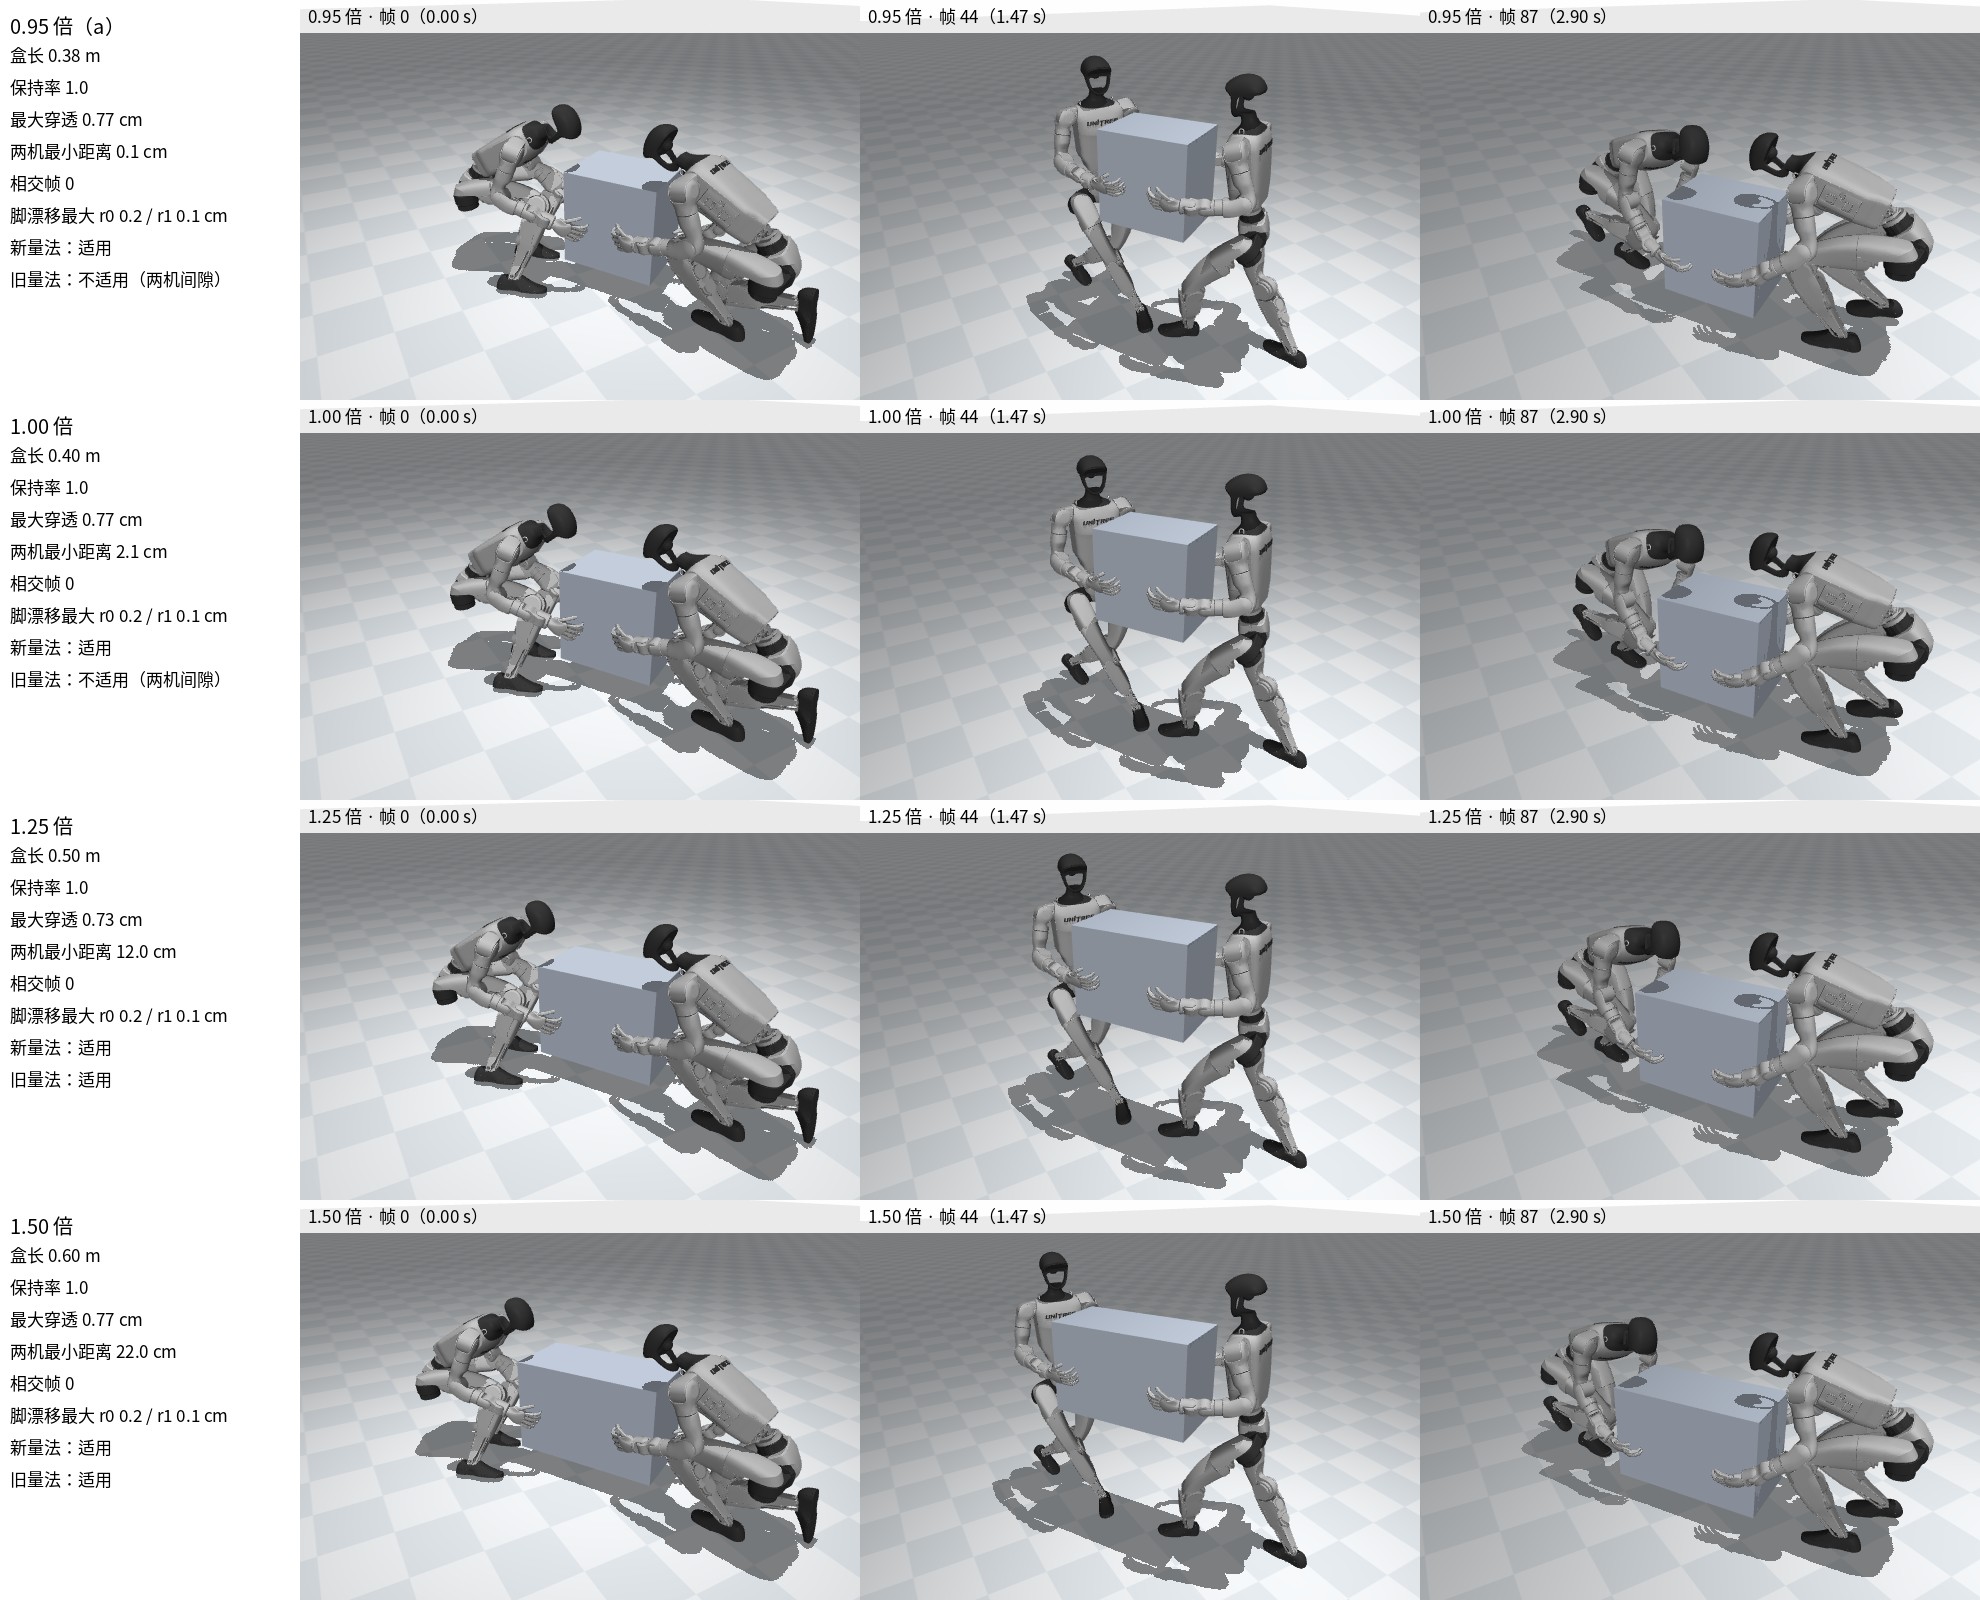 0.95 倍（a）
盒长 0.38 m
保持率 1.0
最大穿透 0.77 cm
两机最小距离 0.1 cm
相交帧 0
脚漂移最大 r0 0.2 / r1 0.1 cm
新量法：适用
旧量法：不适用（两机间隙）
0.95 倍 · 帧 0（0.00 s）
0.95 倍 · 帧 44（1.47 s）
UNITREE
0.95 倍 · 帧 87（2.90 s）
1.00 倍
盒长 0.40 m
保持率 1.0
最大穿透 0.77 cm
两机最小距离 2.1 cm
相交帧 0
脚漂移最大 r0 0.2 / r1 0.1 cm
新量法：适用
旧量法：不适用（两机间隙）
1.00 倍 · 帧 0（0.00 s）
1.00 倍 · 帧 44（1.47 s）
1.00 倍 · 帧 87（2.90 s）
1.25 倍
盒长 0.50 m
保持率 1.0
最大穿透 0.73 cm
两机最小距离 12.0 cm
相交帧 0
脚漂移最大 r0 0.2 / r1 0.1 cm
新量法：适用
旧量法：适用
1.25 倍 · 帧 0（0.00 s）
1.25 倍 · 帧 44（1.47 s）
1.25 倍 · 帧 87（2.90 s）
1.50 倍
盒长 0.60 m
保持率 1.0
最大穿透 0.77 cm
两机最小距离 22.0 cm
相交帧 0
脚漂移最大 r0 0.2 / r1 0.1 cm
新量法：适用
旧量法：适用
1.50 倍 · 帧 0（0.00 s）
1.50 倍 · 帧 44（1.47 s）
1.50 倍 · 帧 87（2.90 s）